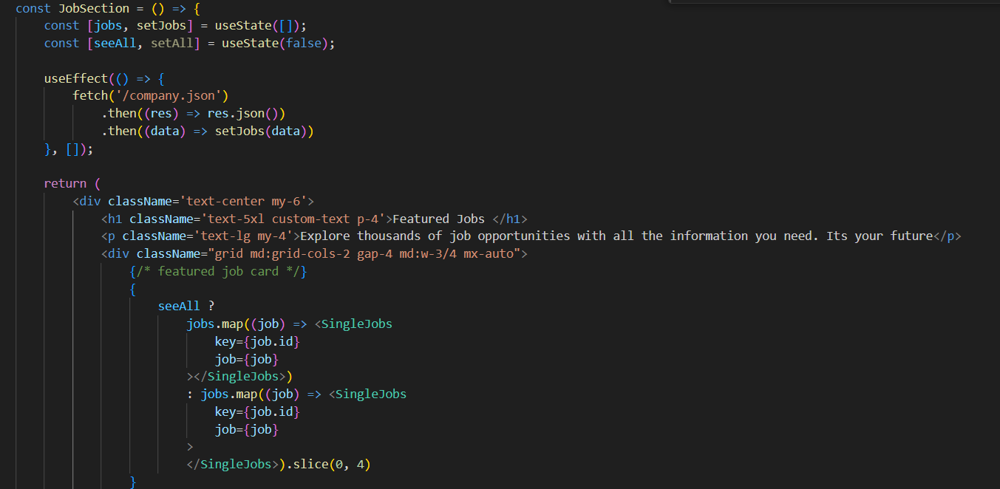 const JobSection = () => {
    const [jobs, setJobs] = useState([]);
    const [seeAll, setAll] = useState(false);

    useEffect(() => {
        fetch('/company.json')
            .then((res) => res.json())
            .then((data) => setJobs(data))
    }, []);

    return (
        <div className='text-center my-6'>
            <h1 className='text-5xl custom-text p-4'>Featured Jobs </h1>
            <p className='text-lg my-4'>Explore thousands of job opportunities with all the information you need. Its your future</p>
            <div className="grid md:grid-cols-2 gap-4 md:w-3/4 mx-auto">
                {/* featured job card */}
                {
                    seeAll ?
                        jobs.map((job) => <SingleJobs
                            key={job.id}
                            job={job}
                        ></SingleJobs>)
                        : jobs.map((job) => <SingleJobs
                            key={job.id}
                            job={job}
                        >
                        </SingleJobs>).slice(0, 4)
                }